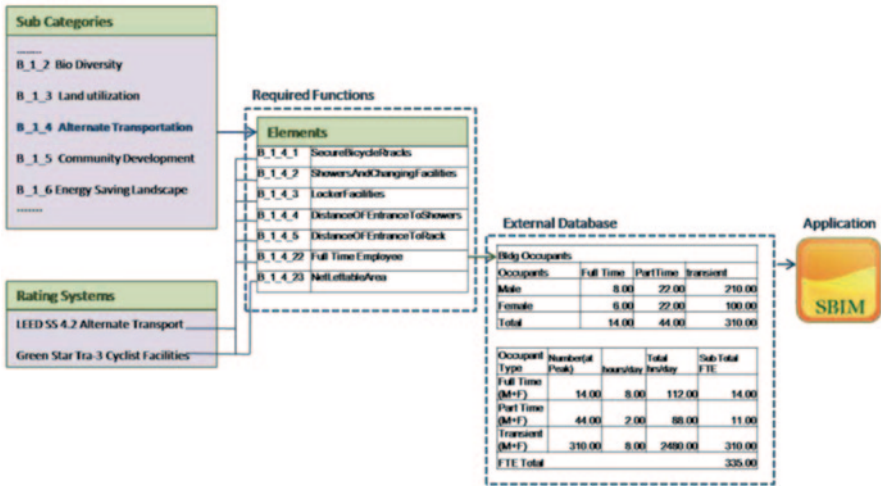 Sub Categories
.......
B_1_2 Bio Diversity
B_1_3 Land utilization
B_1_4 Alternate Transportation
B_1_5 Community Development
B_1_6 Energy Saving Landscape
.......
Rating Systems
LEED SS 4.2 Alternate Transport
Green Star Tra-3 Cyclist Facilities
Required Functions
Elements
B_1_4_1 SecureBicycleRracks
B_1_4_2 ShowersAndChangingFacilities
B_1_4_3 LockerFacilities
B_1_4_4 DistanceOFEntranceToShowers
B_1_4_5 DistanceOFEntranceToRack
B_1_4_22 Full Time Employee
B_1_4_23 NetLettableArea
External Database
Bldg Occupants
Occupants Full Time PartTime transient
Male 8.00 22.00 210.00
Female 6.00 22.00 100.00
Total 14.00 44.00 310.00
Occupant Type Number(at Peak) hours/day Total hrs/day Sub Total FTE
Full Time (M+F) 14.00 8.00 112.00 14.00
Part Time (M+F) 44.00 2.00 88.00 11.00
Transient (M+F) 310.00 8.00 2480.00 310.00
FTE Total 335.00
Application
SBIM